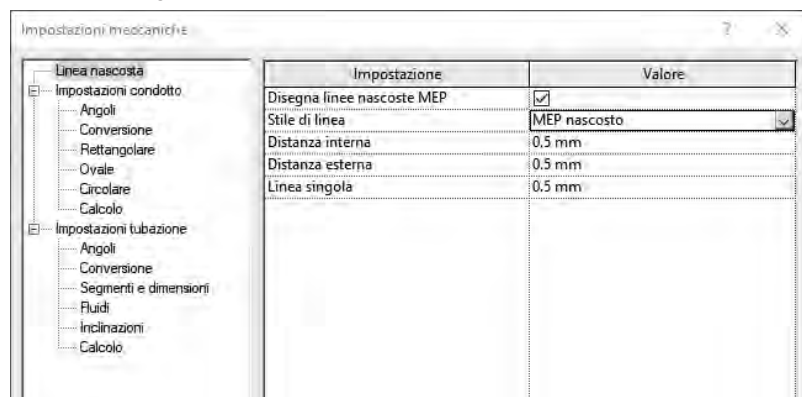 Impostazioni meccaniche
Linea nascosta
Impostazioni condotto
Angoli
Conversione
Rettangolare
Ovale
Circolare
Calcolo
Impostazioni tubazione
Angoli
Conversione
Segmenti e dimensioni
Fluidi
Inclinazioni
Calcolo
Impostazione Valore
Disegna linee nascoste MEP
Stile di linea MEP nascosto
Distanza interna 0.5 mm
Distanza esterna 0.5 mm
Linea singola 0.5 mm